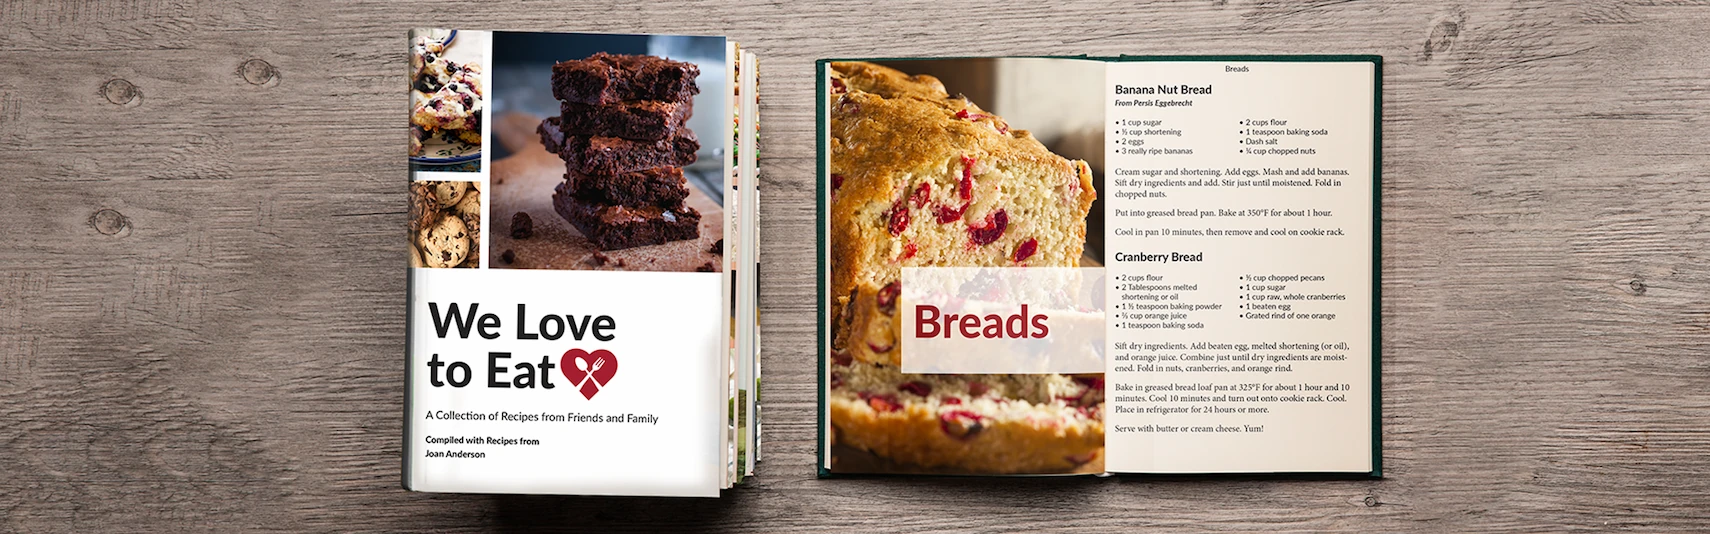 We Love
to Eat
A Collection of Recipes from Friends and Family
Compiled with Recipes from
Joan Anderson
Breads
Breads
Banana Nut Bread
From Persis Eggebrecht
• 1 cup sugar
• ½ cup shortening
• 2 eggs
• 3 really ripe bananas
• 2 cups flour
• 1 teaspoon baking soda
• Dash salt
• ¼ cup chopped nuts
Cream sugar and shortening. Add eggs. Mash and add bananas.
Sift dry ingredients and add. Stir just until moistened. Fold in
chopped nuts.
Put into greased bread pan. Bake at 350°F for about 1 hour.
Cool in pan 10 minutes, then remove and cool on cookie rack.
Cranberry Bread
• 2 cups flour
• 2 Tablespoons melted
shortening or oil
• 1 ½ teaspoon baking powder
• ⅔ cup orange juice
• 1 teaspoon baking soda
• ½ cup chopped pecans
• 1 cup sugar
• 1 cup raw, whole cranberries
• 1 beaten egg
• Grated rind of one orange
Sift dry ingredients. Add beaten egg, melted shortening (or oil),
and orange juice. Combine just until dry ingredients are moist-
ened. Fold in nuts, cranberries, and orange rind.
Bake in greased bread loaf pan at 325°F for about 1 hour and 10
minutes. Cool 10 minutes and turn out onto cookie rack. Cool.
Place in refrigerator for 24 hours or more.
Serve with butter or cream cheese. Yum!